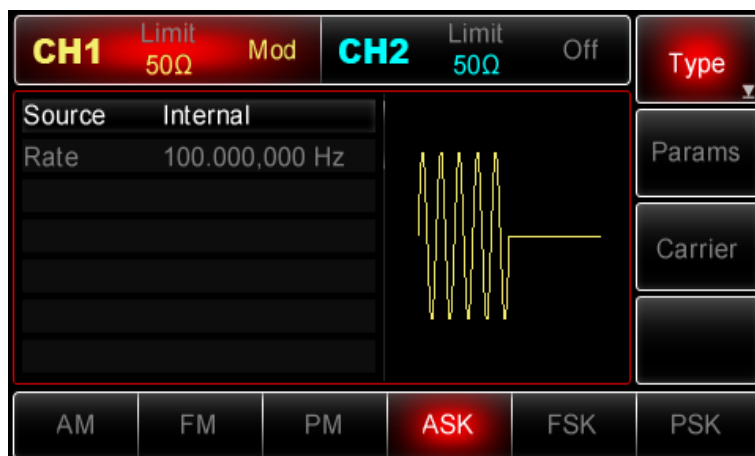 CH1 Limit 50Ω Mod CH2 Limit 50Ω Off Type
Source Internal
Rate 100.000,000 Hz
Params
Carrier
AM FM PM ASK FSK PSK